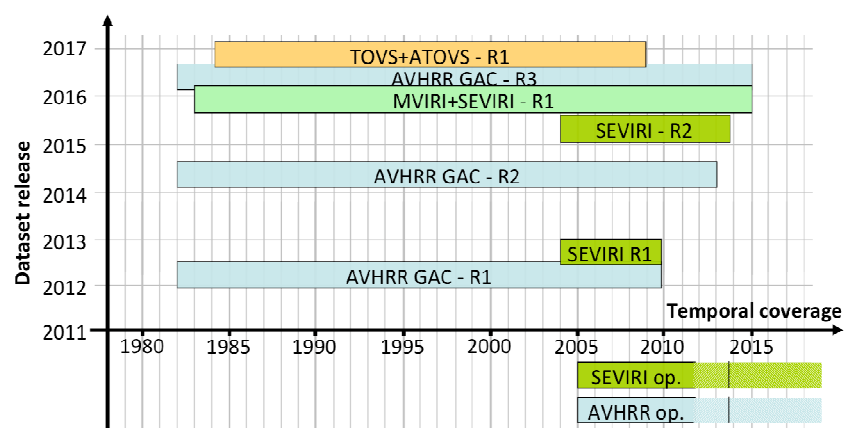 2017
TOVS+ATOVS - R1
AVHRR GAC - R3
2016
MVIRI+SEVIRI - R1
SEVIRI - R2
2015
AVHRR GAC - R2
2014
Dataset release
2013
SEVIRI R1
AVHRR GAC - R1
2012
Temporal coverage
2011
1980 1985 1990 1995 2000 2005 2010 2015
SEVIRI op.
AVHRR op.